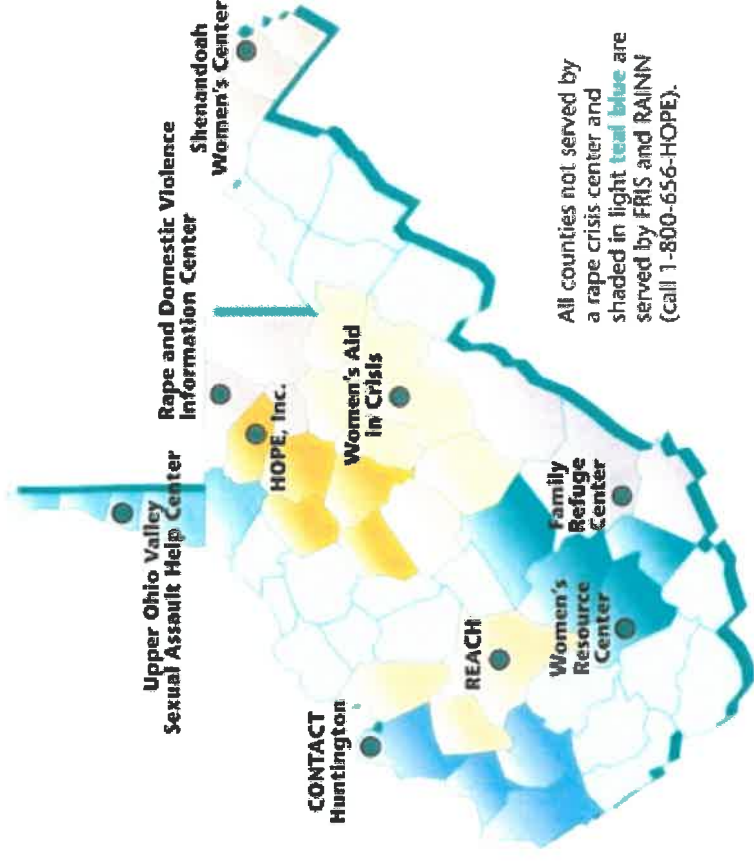 Upper Ohio Valley
Sexual Assault Help Center
Rape and Domestic Violence
Information Center
Shenandoah
Women's Center
HOPE, Inc.
Women's Aid
in Crisis
CONTACT
Huntington
REACH
Women's
Resource
Center
Family
Refuge
Center
All counties not served by
a rape crisis center and
shaded in light teal blue are
served by FRIS and RAINN
(call 1-800-656-HOPE).